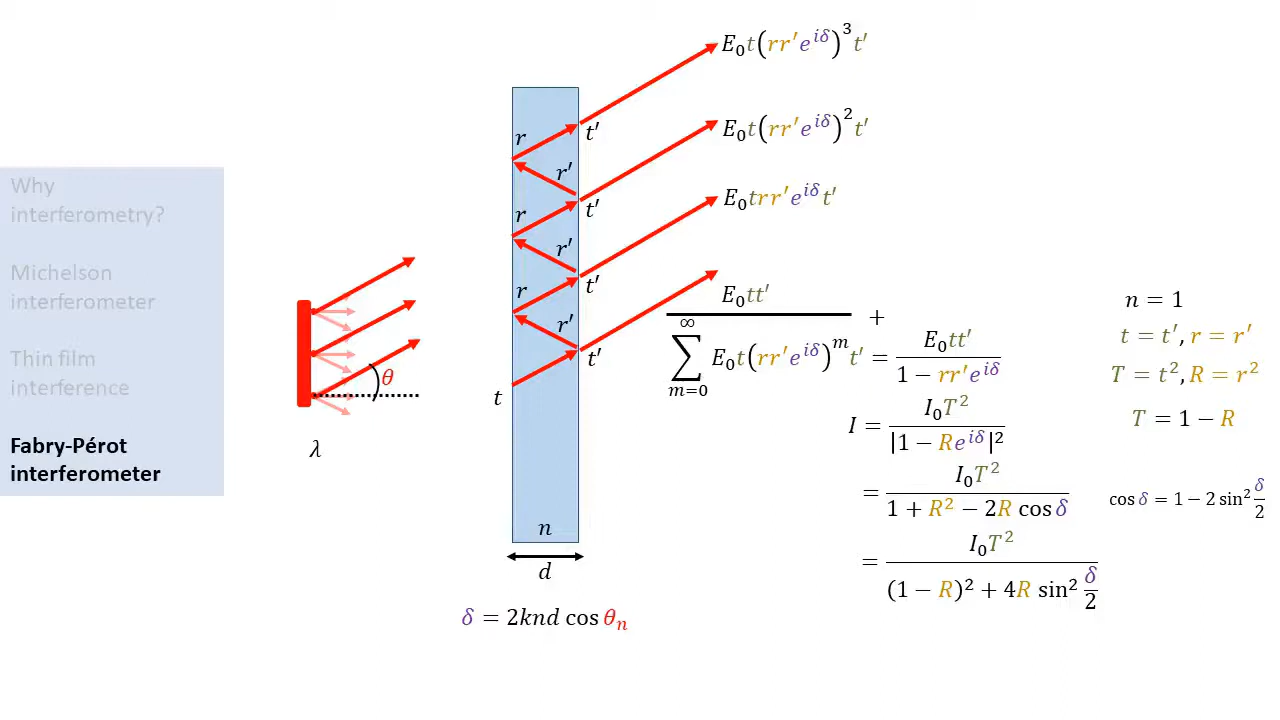 Why
interferometry?
Michelson
interferometer
Thin film
interference
Fabry-Pérot
interferometer
λ
θ
t
r
r
r
r′
r′
r′
t′
t′
t′
t′
n
d
δ = 2knd cos θₙ
E₀t(rr′e^{iδ})³t′
E₀t(rr′e^{iδ})²t′
E₀trr′e^{iδ}t′
E₀tt′
+
∑_{m=0}^{∞} E₀t(rr′e^{iδ})^m t′ = E₀tt′ / (1 − rr′e^{iδ})
I = I₀T² / |1 − Re^{iδ}|²
= I₀T² / (1 + R² − 2R cos δ)
= I₀T² / ((1 − R)² + 4R sin² δ/2)
n = 1
t = t′, r = r′
T = t², R = r²
T = 1 − R
cos δ = 1 − 2 sin² δ/2